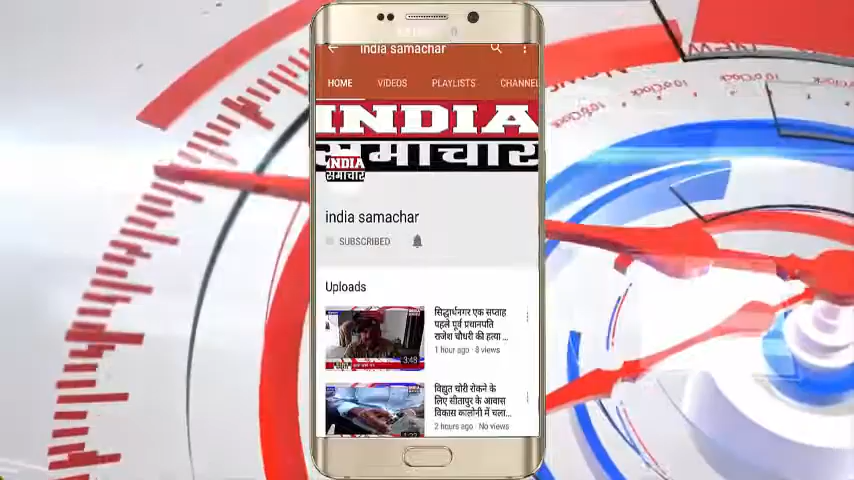 india samachar
HOME VIDEOS PLAYLISTS CHANNEL
INDIA
समाचार
INDIA
समाचार
india samachar
SUBSCRIBED
Uploads
सिद्धार्थनगर एक सप्ताह
पहले पूर्व प्रधानपति
राजेश चौधरी की हत्या ...
1 hour ago · 8 views
3:48
विद्युत चोरी रोकने के
लिए सीतापुर के आवास
विकास कालोनी में चला...
2 hours ago · No views